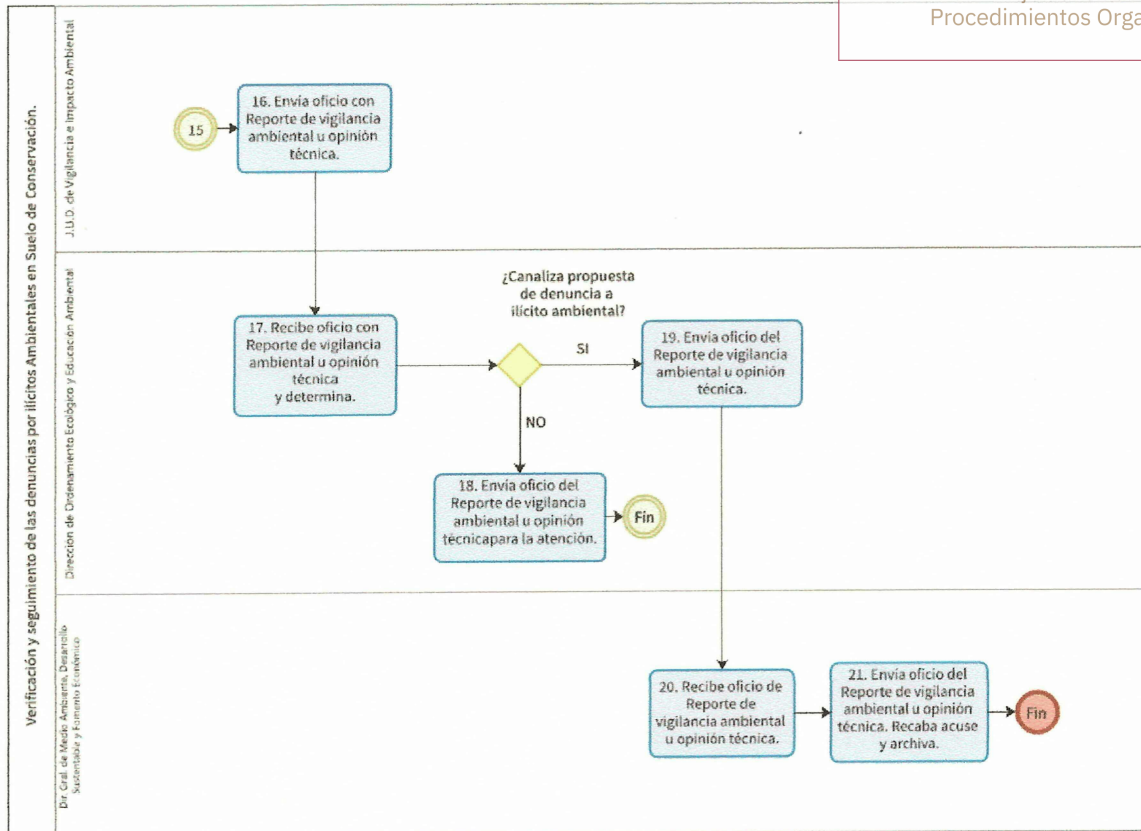 Procedimientos Orga
Verificación y seguimiento de las denuncias por ilícitos Ambientales en Suelo de Conservación.
J.U.D. de Vigilancia e Impacto Ambiental
15
16. Envía oficio con
Reporte de vigilancia
ambiental u opinión
técnica.
Direccion de Ordenamiento Ecológico y Educación Ambiental
17. Recibe oficio con
Reporte de vigilancia
ambiental u opinión
técnica
y determina.
¿Canaliza propuesta
de denuncia a
ilícito ambiental?
SI
NO
19. Envía oficio del
Reporte de vigilancia
ambiental u opinión
técnica.
18. Envía oficio del
Reporte de vigilancia
ambiental u opinión
técnicapara la atención.
Fin
Dir. Gral. de Medio Ambiente, Desarrollo
Sustentable y Fomento Económico
20. Recibe oficio de
Reporte de
vigilancia ambiental
u opinión técnica.
21. Envía oficio del
Reporte de vigilancia
ambiental u opinión
técnica. Recaba acuse
y archiva.
Fin